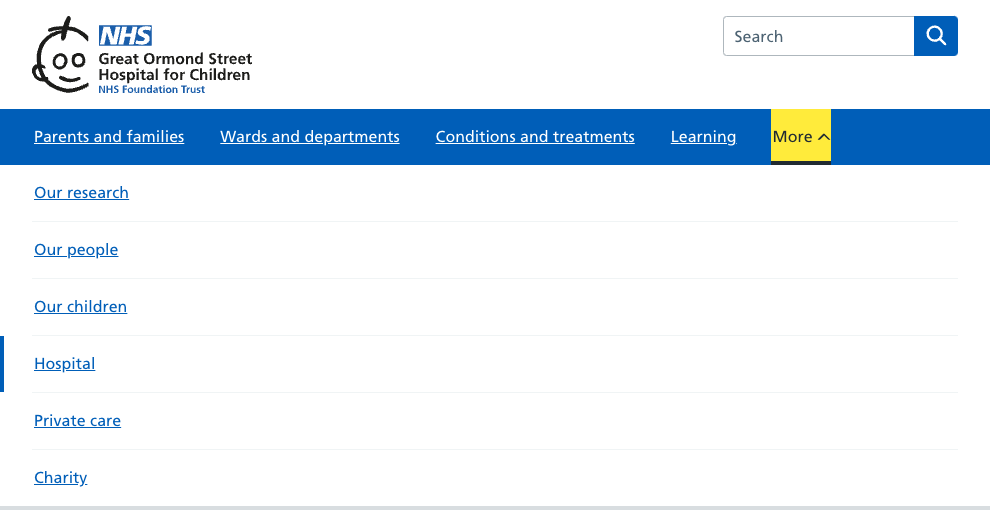 NHS
Great Ormond Street
Hospital for Children
NHS Foundation Trust
Search
Parents and families
Wards and departments
Conditions and treatments
Learning
More
Our research
Our people
Our children
Hospital
Private care
Charity